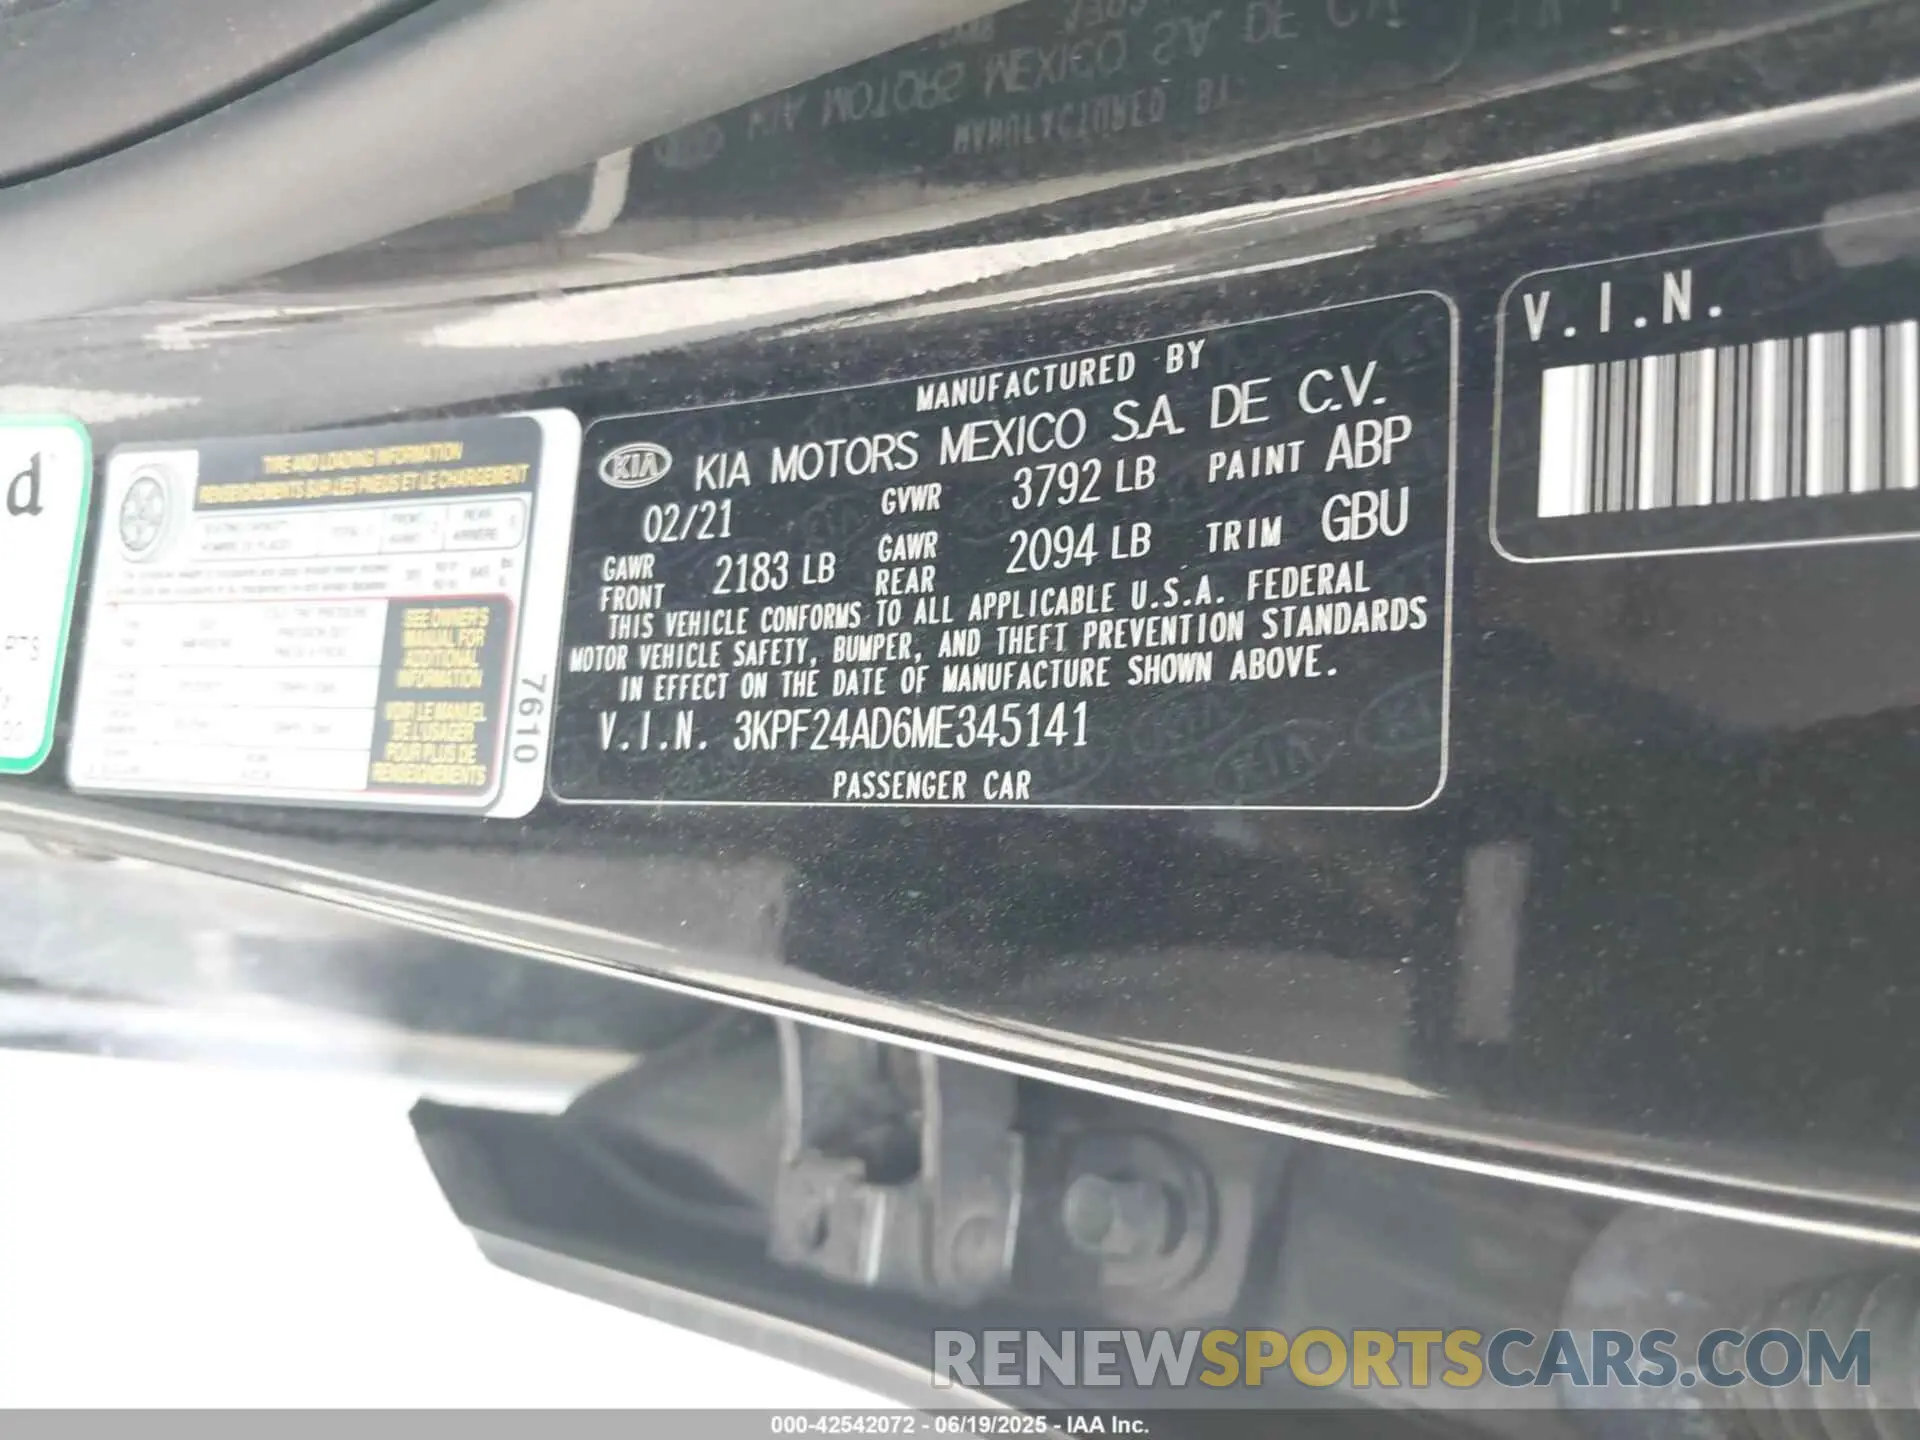 MANUFACTURED BY
KIA KIA MOTORS MEXICO S.A. DE C.V.
02/21 GVWR 3792 LB PAINT ABP
GAWR FRONT 2183 LB GAWR REAR 2094 LB TRIM GBU
THIS VEHICLE CONFORMS TO ALL APPLICABLE U.S.A. FEDERAL
MOTOR VEHICLE SAFETY, BUMPER, AND THEFT PREVENTION STANDARDS
IN EFFECT ON THE DATE OF MANUFACTURE SHOWN ABOVE.
V.I.N. 3KPF24AD6ME345141
PASSENGER CAR
V.I.N.
d
TIRE AND LOADING INFORMATION
RENSEIGNEMENTS SUR LES PNEUS ET LE CHARGEMENT
SEE OWNER'S
MANUAL FOR
ADDITIONAL
INFORMATION
VOIR LE MANUEL
DE L'USAGER
POUR PLUS DE
RENSEIGNEMENTS
7610
RENEWSPORTSCARS.COM
000-42542072 - 06/19/2025 - IAA Inc.